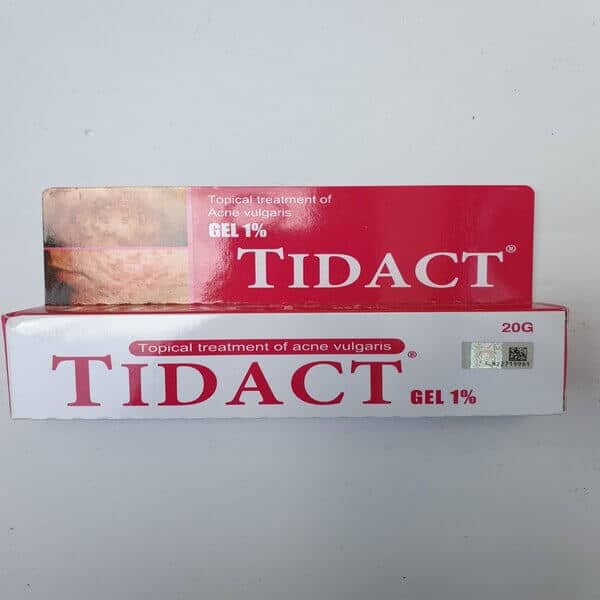 Topical treatment of
Acne vulgaris
GEL 1%
TIDACT®
20G
Topical treatment of acne vulgaris
TIDACT®
GEL 1%